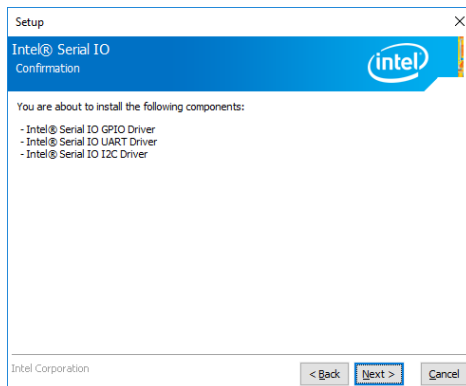 Setup
Intel® Serial IO
Confirmation
intel
You are about to install the following components:
- Intel® Serial IO GPIO Driver
- Intel® Serial IO UART Driver
- Intel® Serial IO I2C Driver
Intel Corporation
< Back
Next >
Cancel